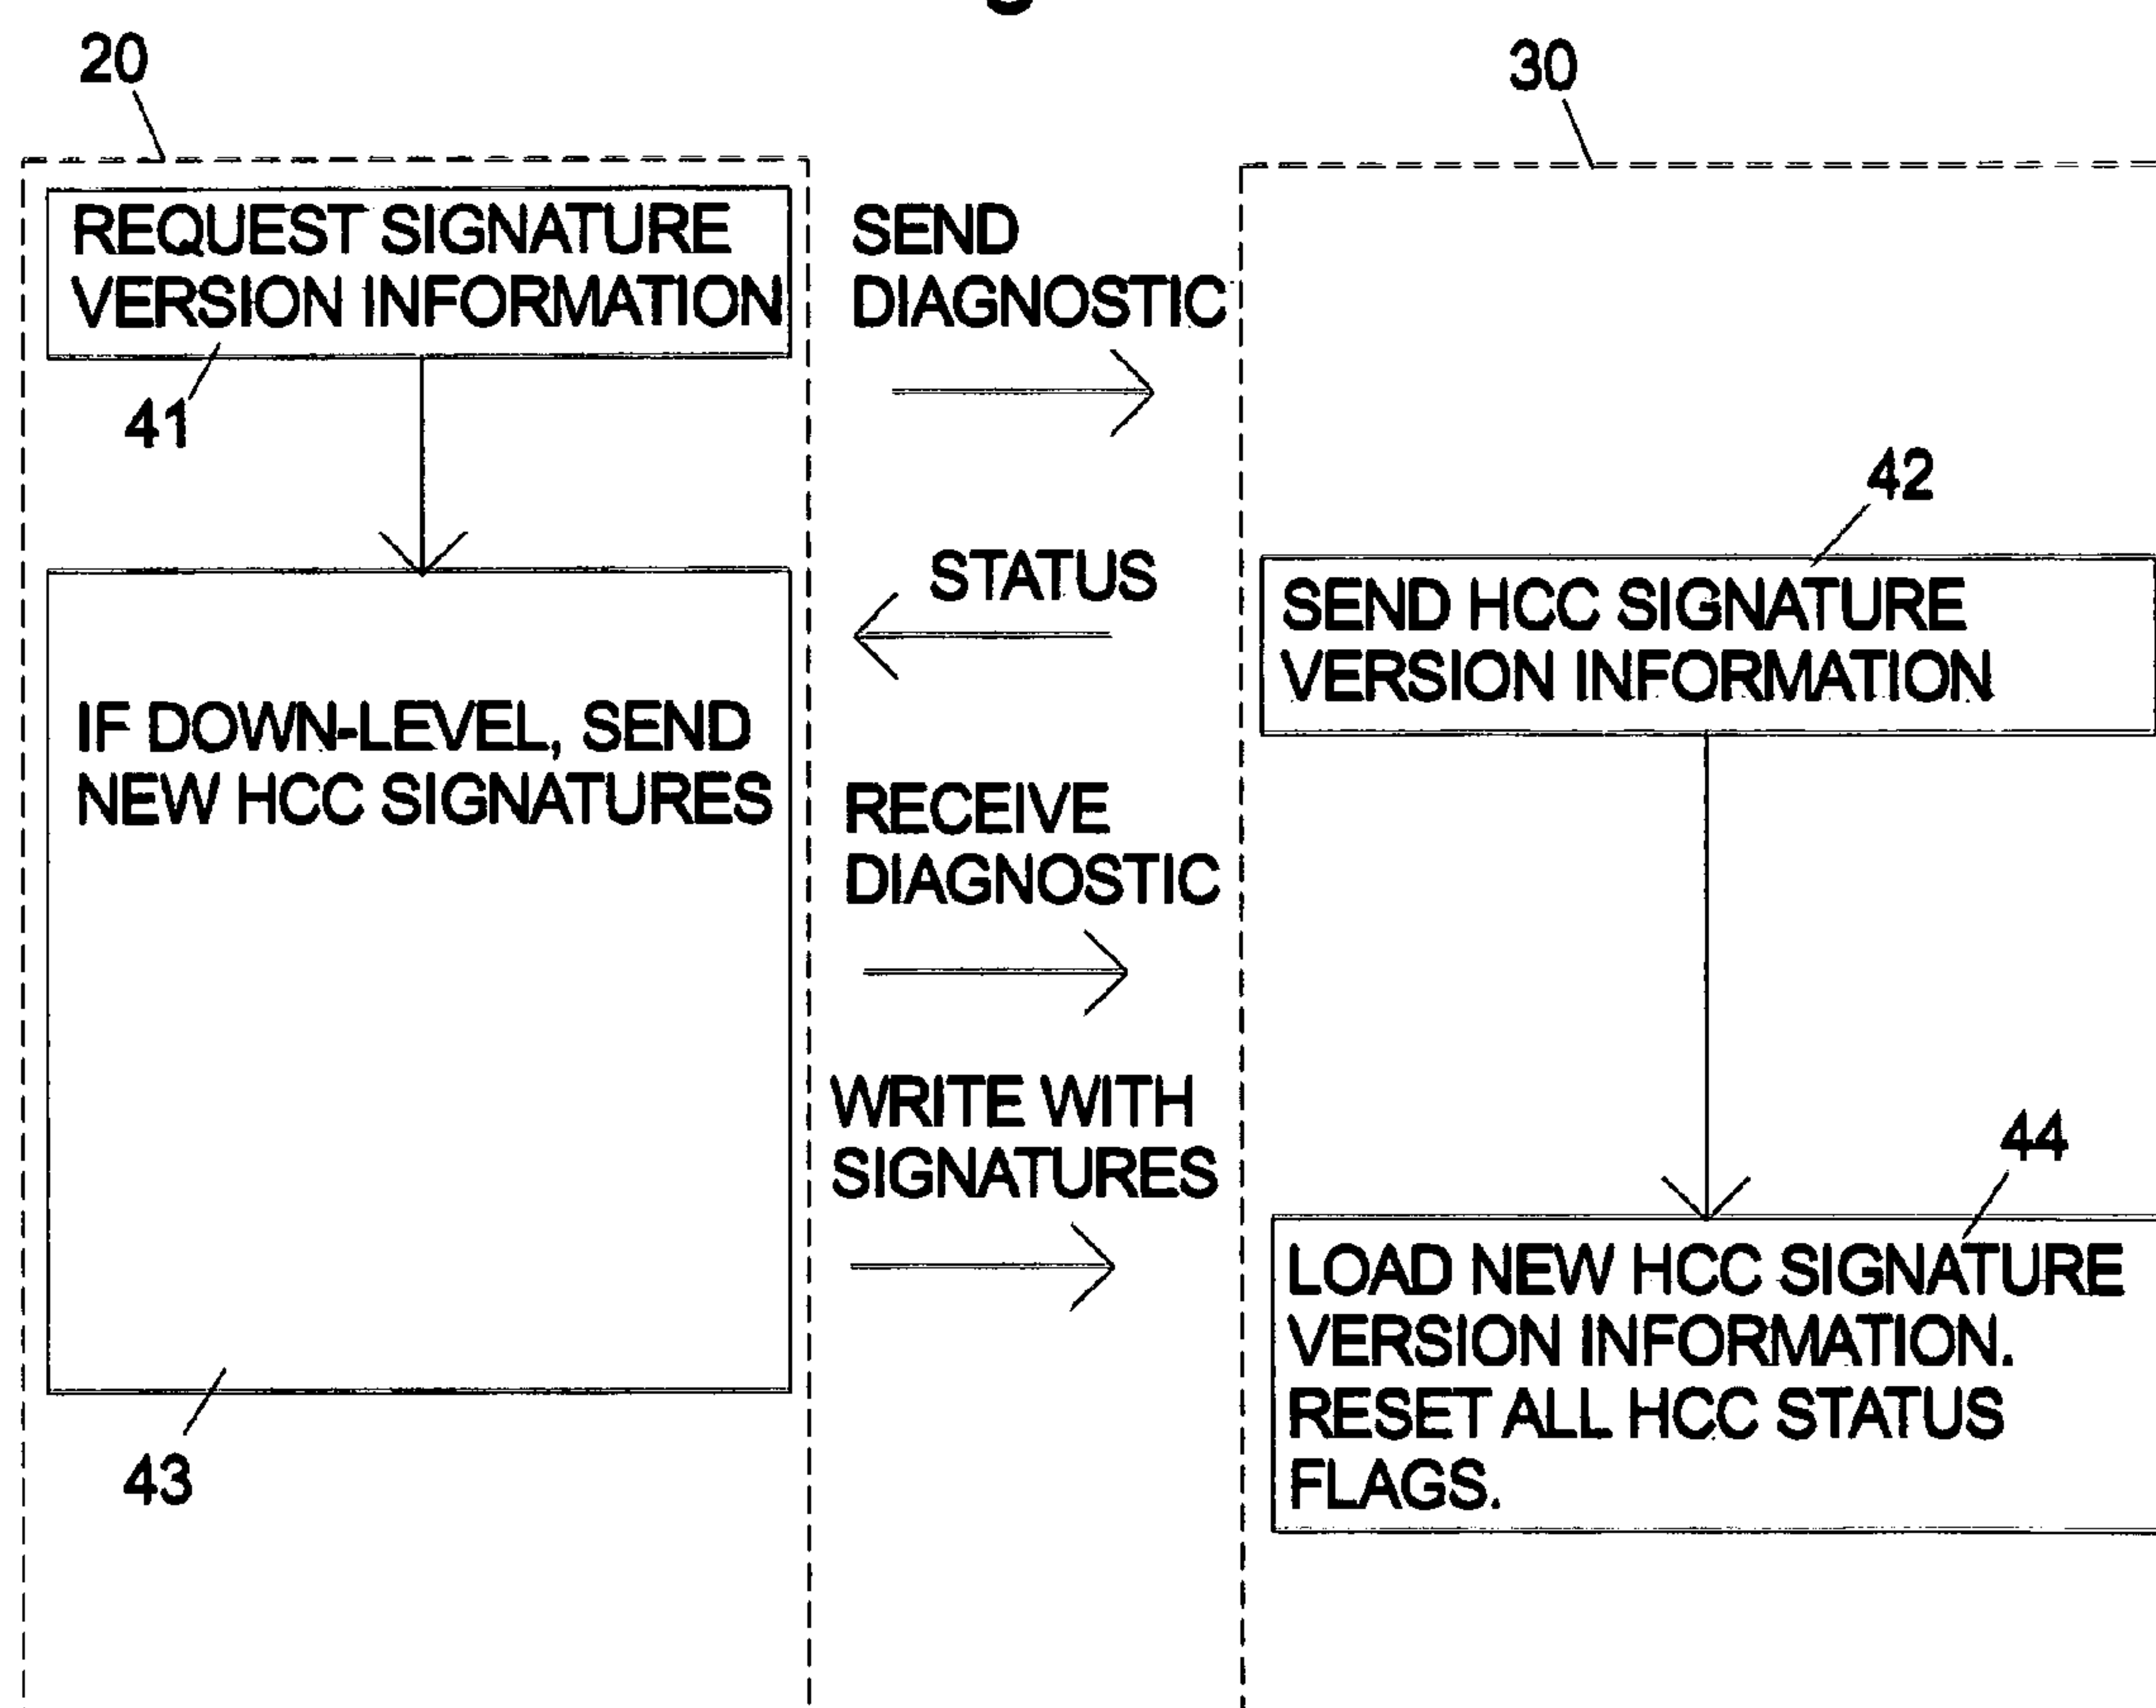 20
30
REQUEST SIGNATURE
VERSION INFORMATION
41
SEND
DIAGNOSTIC
42
STATUS
SEND HCC SIGNATURE
VERSION INFORMATION
IF DOWN-LEVEL, SEND
NEW HCC SIGNATURES
RECEIVE
DIAGNOSTIC
WRITE WITH
SIGNATURES
44
LOAD NEW HCC SIGNATURE
VERSION INFORMATION.
RESET ALL HCC STATUS
FLAGS.
43